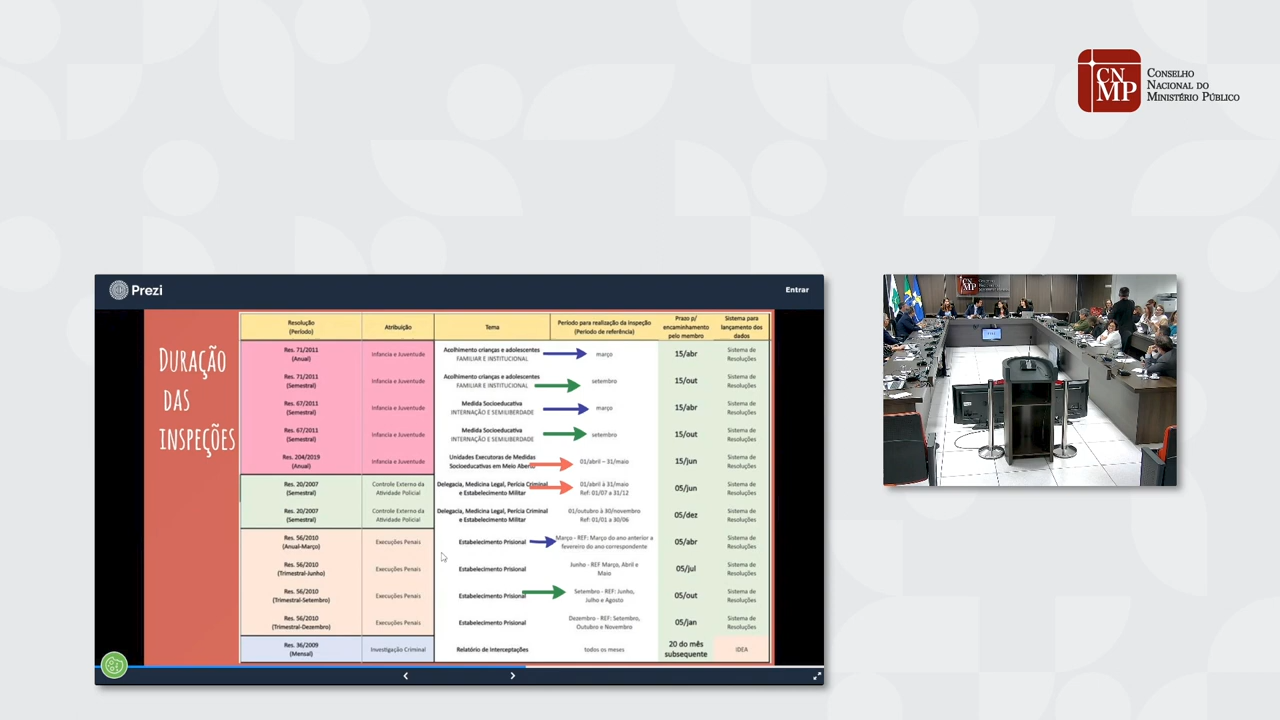 CN
MP
CONSELHO
NACIONAL DO
MINISTÉRIO PÚBLICO
Prezi
Entrar
DURAÇÃO
DAS
INSPEÇÕES
Resolução
(Período)
Atribuição
Tema
Período para realização da inspeção
(Período de referência)
Prazo p/
encaminhamento
pelo membro
Sistema para
lançamento dos
dados
Res. 71/2011
(Anual)
Infancia e Juventude
Acolhimento crianças e adolescentes
FAMILIAR E INSTITUCIONAL
março
15/abr
Sistema de
Resoluções
Res. 71/2011
(Semestral)
Infancia e Juventude
Acolhimento crianças e adolescentes
FAMILIAR E INSTITUCIONAL
setembro
15/out
Sistema de
Resoluções
Res. 67/2011
(Semestral)
Infancia e Juventude
Medida Socioeducativa
INTERNAÇÃO E SEMILIBERDADE
março
15/abr
Sistema de
Resoluções
Res. 67/2011
(Semestral)
Infancia e Juventude
Medida Socioeducativa
INTERNAÇÃO E SEMILIBERDADE
setembro
15/out
Sistema de
Resoluções
Res. 204/2019
(Anual)
Infancia e Juventude
Unidades Executoras de Medidas
Socioeducativas em Meio Aberto
01/abril – 31/maio
15/jun
Sistema de
Resoluções
Res. 20/2007
(Semestral)
Controle Externo da
Atividade Policial
Delegacia, Medicina Legal, Perícia Criminal
e Estabelecimento Militar
01/abril à 31/maio
Ref: 01/07 a 31/12
05/jun
Sistema de
Resoluções
Res. 20/2007
(Semestral)
Controle Externo da
Atividade Policial
Delegacia, Medicina Legal, Perícia Criminal
e Estabelecimento Militar
01/outubro à 30/novembro
Ref: 01/01 a 30/06
05/dez
Sistema de
Resoluções
Res. 56/2010
(Anual-Março)
Execuções Penais
Estabelecimento Prisional
Março - REF: Março do ano anterior a
fevereiro do ano correspondente
05/abr
Sistema de
Resoluções
Res. 56/2010
(Trimestral-Junho)
Execuções Penais
Estabelecimento Prisional
Junho - REF Março, Abril e
Maio
05/jul
Sistema de
Resoluções
Res. 56/2010
(Trimestral-Setembro)
Execuções Penais
Estabelecimento Prisional
Setembro - REF: Junho,
Julho e Agosto
05/out
Sistema de
Resoluções
Res. 56/2010
(Trimestral-Dezembro)
Execuções Penais
Estabelecimento Prisional
Dezembro - REF: Setembro,
Outubro e Novembro
05/jan
Sistema de
Resoluções
Res. 36/2009
(Mensal)
Investigação Criminal
Relatório de Interceptações
todos os meses
20 do mês
subsequente
IDEA
CN
MP